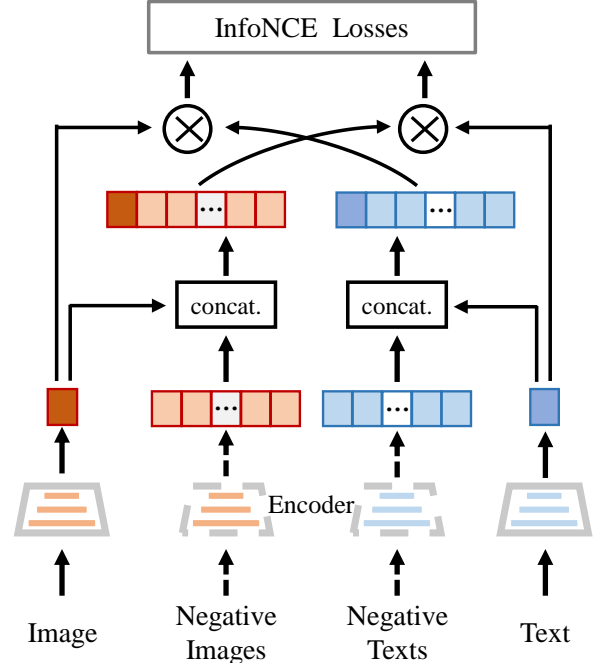 InfoNCE Losses
...
...
concat.
concat.
...
...
Encoder
Image
Negative
Images
Negative
Texts
Text